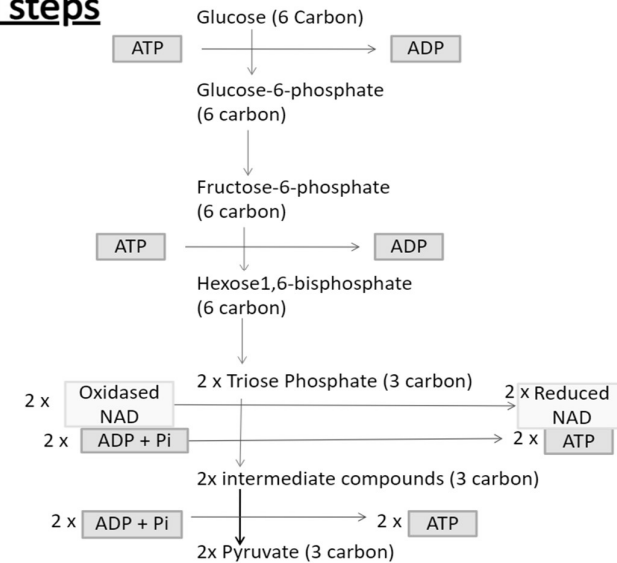 steps
Glucose (6 Carbon)
ATP
ADP
Glucose-6-phosphate
(6 carbon)
Fructose-6-phosphate
(6 carbon)
ATP
ADP
Hexose1,6-bisphosphate
(6 carbon)
2 x Triose Phosphate (3 carbon)
2 x Oxidased
NAD
2 x Reduced
NAD
2 x ADP + Pi
2 x ATP
2x intermediate compounds (3 carbon)
2 x ADP + Pi
2 x ATP
2x Pyruvate (3 carbon)